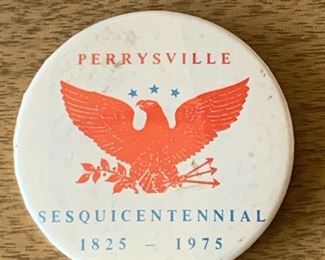 PERRYSVILLE
SESQUICENTENNIAL
1825 - 1975